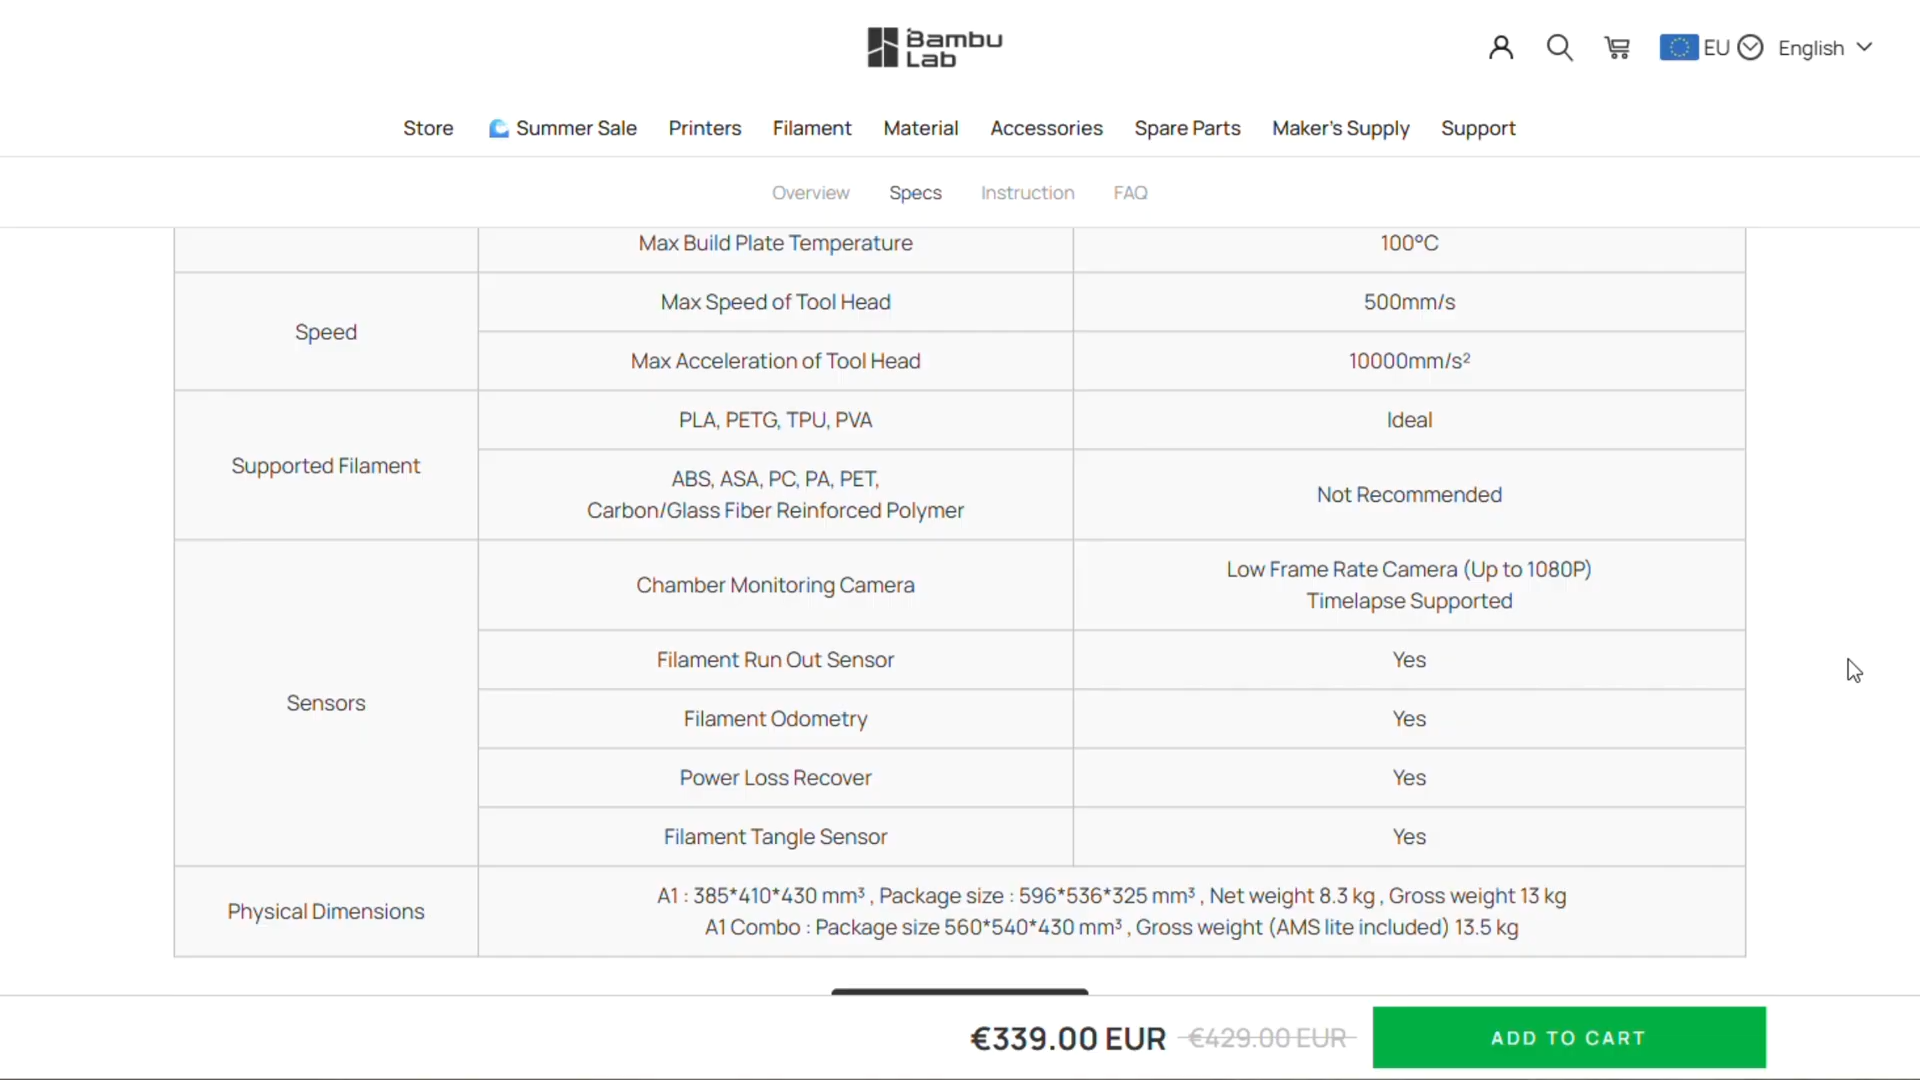 Bambu
Lab
EU English
Store Summer Sale Printers Filament Material Accessories Spare Parts Maker's Supply Support
Overview Specs Instruction FAQ
Max Build Plate Temperature 100°C
Speed
Max Speed of Tool Head 500mm/s
Max Acceleration of Tool Head 10000mm/s²
Supported Filament
PLA, PETG, TPU, PVA Ideal
ABS, ASA, PC, PA, PET,
Carbon/Glass Fiber Reinforced Polymer
Not Recommended
Sensors
Chamber Monitoring Camera
Low Frame Rate Camera (Up to 1080P)
Timelapse Supported
Filament Run Out Sensor Yes
Filament Odometry Yes
Power Loss Recover Yes
Filament Tangle Sensor Yes
Physical Dimensions
A1 : 385*410*430 mm³ , Package size : 596*536*325 mm³ , Net weight 8.3 kg , Gross weight 13 kg
A1 Combo : Package size 560*540*430 mm³ , Gross weight (AMS lite included) 13.5 kg
€339.00 EUR €429.00 EUR ADD TO CART